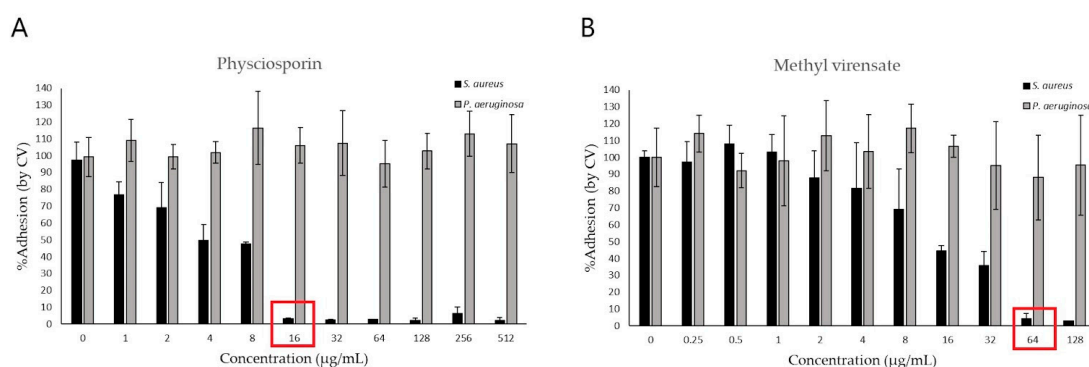 A
Physciosporin
S. aureus
P. aeruginosa
%Adhesion (by CV)
140
130
120
110
100
90
80
70
60
50
40
30
20
10
0
0 1 2 4 8 16 32 64 128 256 512
Concentration (µg/mL)
B
Methyl virensate
S. aureus
P. aeruginosa
%Adhesion (by CV)
140
130
120
110
100
90
80
70
60
50
40
30
20
10
0
0 0.25 0.5 1 2 4 8 16 32 64 128
Concentration (µg/mL)